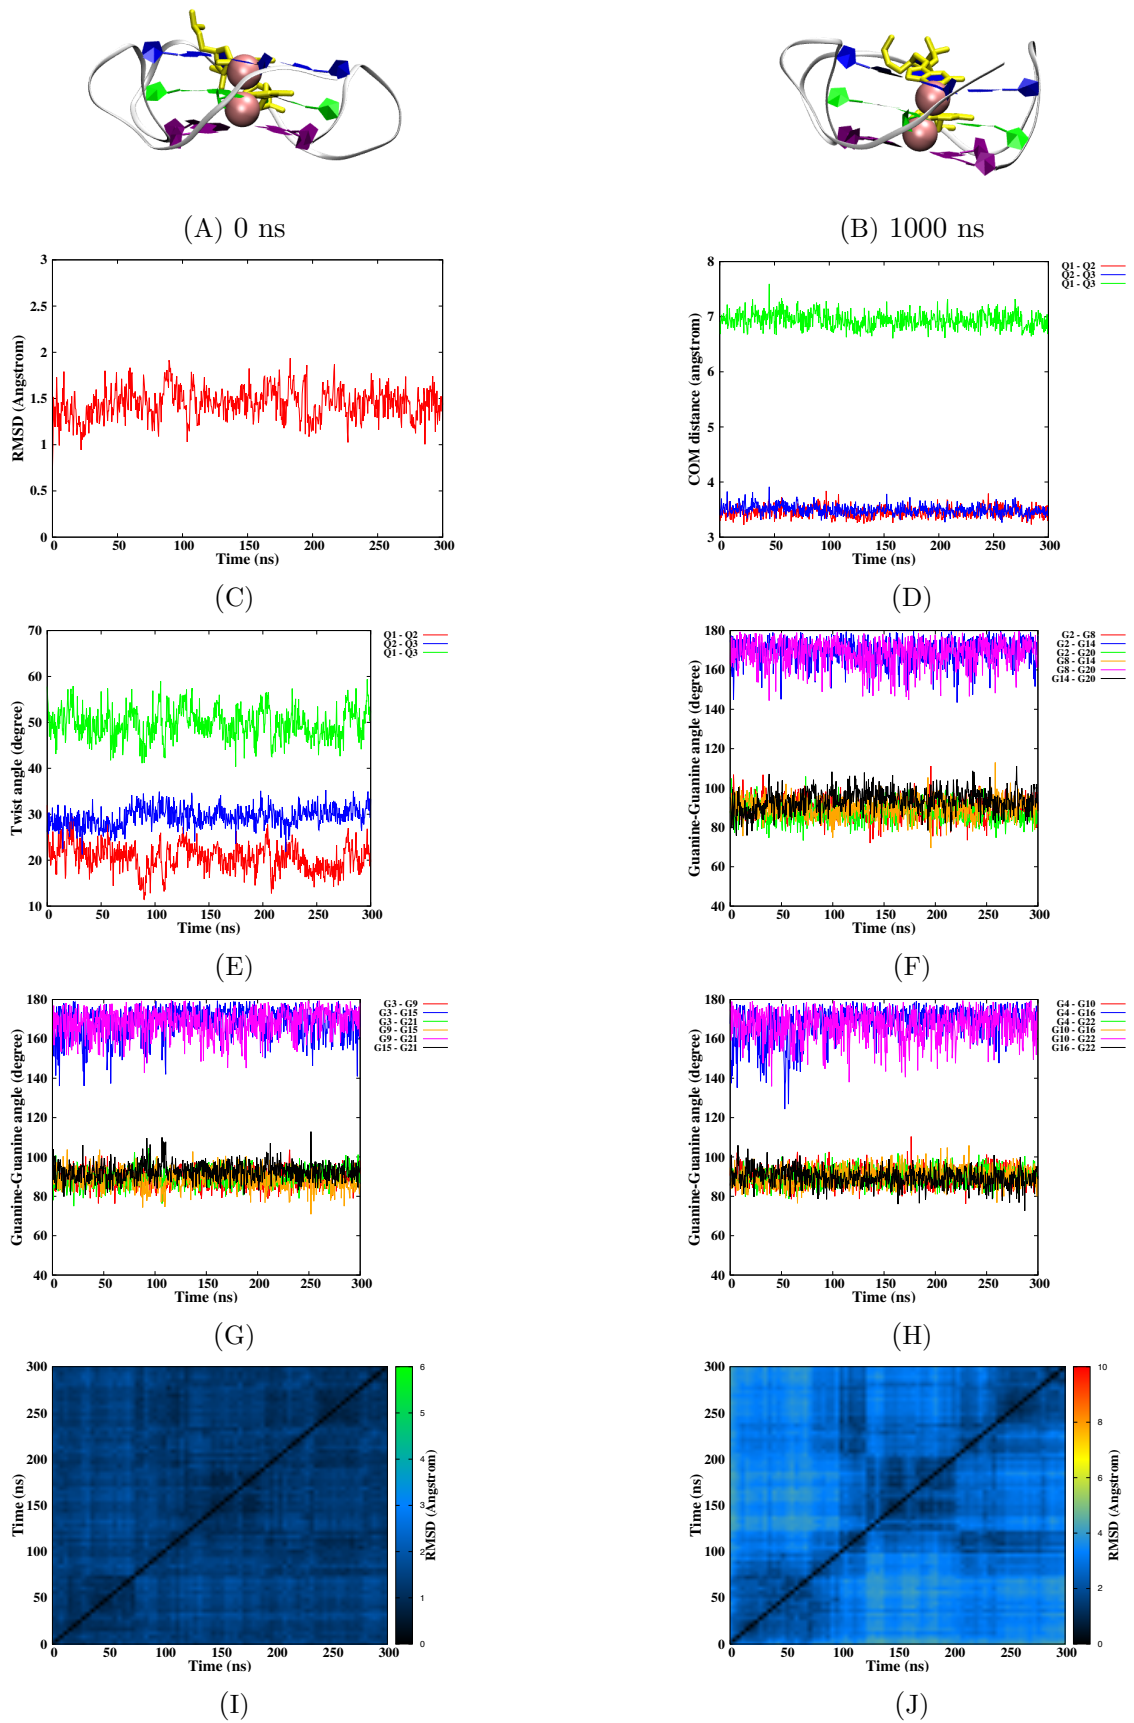 (A) 0 ns
(B) 1000 ns
3
2.5
2
1.5
1
0.5
0
RMSD (Angstrom)
0 50 100 150 200 250 300
Time (ns)
(C)
8
7
6
5
4
3
COM distance (angstrom)
0 50 100 150 200 250 300
Time (ns)
Q1 - Q2
Q2 - Q3
Q1 - Q3
(D)
70
60
50
40
30
20
10
Twist angle (degree)
0 50 100 150 200 250 300
Time (ns)
Q1 - Q2
Q2 - Q3
Q1 - Q3
(E)
180
160
140
120
100
80
60
40
Guanine-Guanine angle (degree)
0 50 100 150 200 250 300
Time (ns)
G2 - G8
G2 - G14
G2 - G20
G8 - G14
G8 - G20
G14 - G20
(F)
180
160
140
120
100
80
60
40
Guanine-Guanine angle (degree)
0 50 100 150 200 250 300
Time (ns)
G3 - G9
G3 - G15
G3 - G21
G9 - G15
G9 - G21
G15 - G21
(G)
180
160
140
120
100
80
60
40
Guanine-Guanine angle (degree)
0 50 100 150 200 250 300
Time (ns)
G4 - G10
G4 - G16
G4 - G22
G10 - G16
G10 - G22
G16 - G22
(H)
300
250
200
150
100
50
0
Time (ns)
0 50 100 150 200 250 300
Time (ns)
6
5
4
3
2
1
0
RMSD (Angstrom)
(I)
300
250
200
150
100
50
0
Time (ns)
0 50 100 150 200 250 300
Time (ns)
10
8
6
4
2
0
RMSD (Angstrom)
(J)